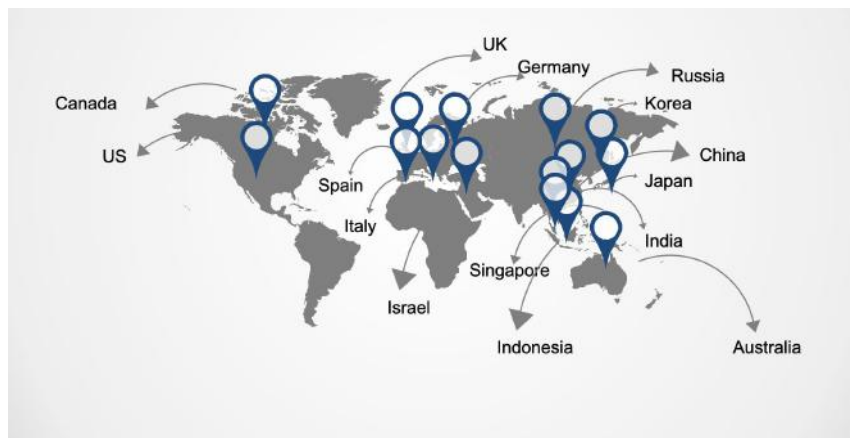 UK
Germany
Russia
Canada
Korea
US
China
Spain
Japan
Italy
India
Singapore
Israel
Indonesia
Australia